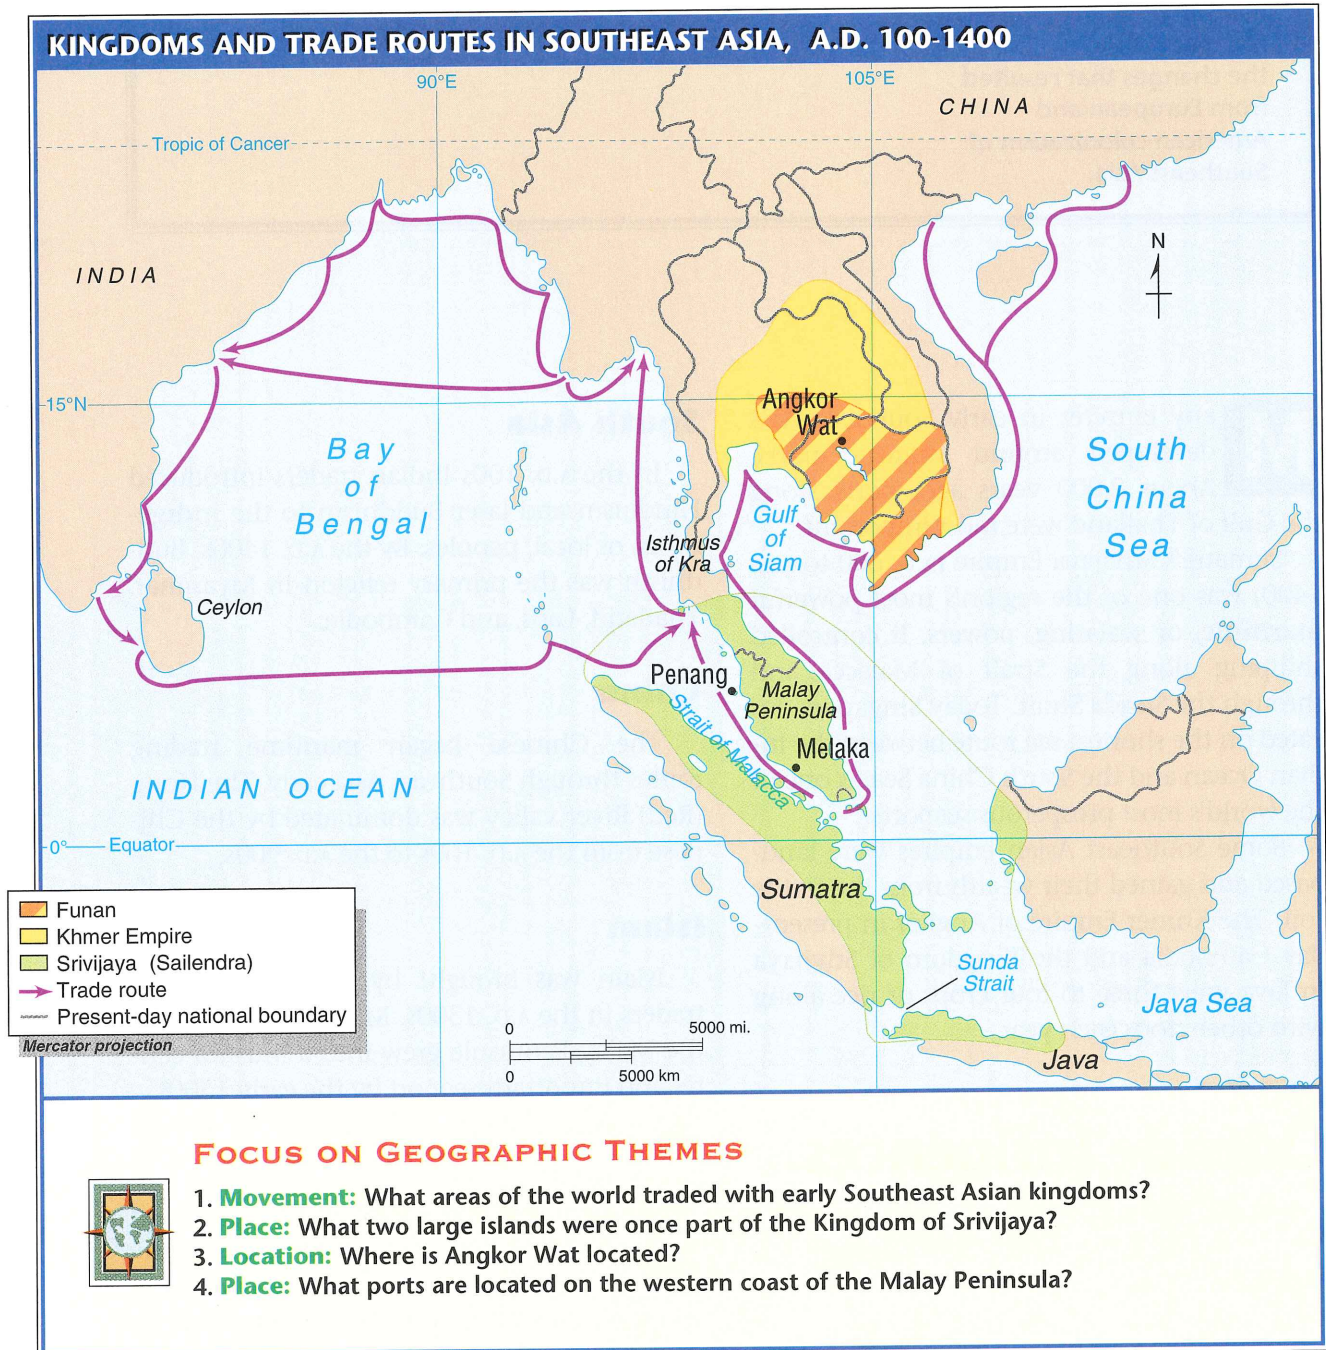 KINGDOMS AND TRADE ROUTES IN SOUTHEAST ASIA, A.D. 100-1400
90°E
105°E
CHINA
Tropic of Cancer
N
INDIA
15°N
Angkor
Wat
Bay
of
Bengal
South
China
Sea
Gulf
of
Siam
Isthmus
of Kra
Ceylon
Penang
Malay
Peninsula
Strait of Malacca
Melaka
INDIAN OCEAN
0°
Equator
Sumatra
Funan
Khmer Empire
Srivijaya (Sailendra)
Trade route
Present-day national boundary
Mercator projection
Sunda
Strait
Java Sea
0 5000 mi.
0 5000 km
Java
FOCUS ON GEOGRAPHIC THEMES
1. Movement: What areas of the world traded with early Southeast Asian kingdoms?
2. Place: What two large islands were once part of the Kingdom of Srivijaya?
3. Location: Where is Angkor Wat located?
4. Place: What ports are located on the western coast of the Malay Peninsula?